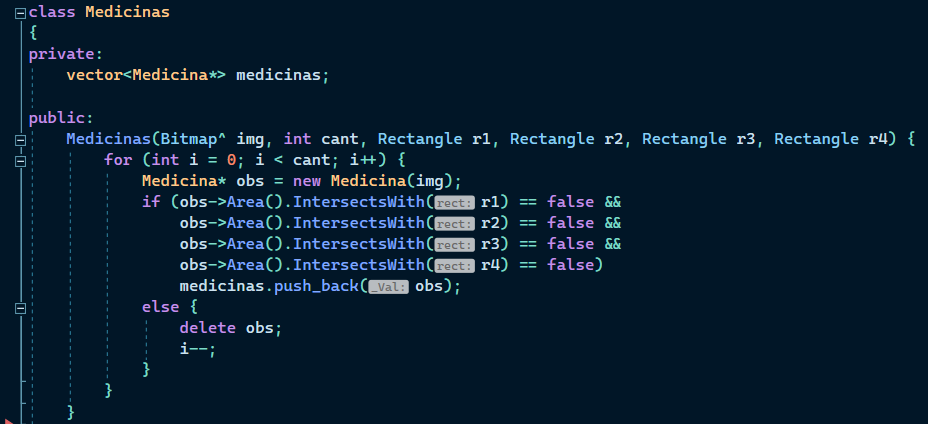 class Medicinas
{
private:
    vector<Medicina*> medicinas;

public:
    Medicinas(Bitmap^ img, int cant, Rectangle r1, Rectangle r2, Rectangle r3, Rectangle r4) {
        for (int i = 0; i < cant; i++) {
            Medicina* obs = new Medicina(img);
            if (obs->Area().IntersectsWith(rect: r1) == false &&
                obs->Area().IntersectsWith(rect: r2) == false &&
                obs->Area().IntersectsWith(rect: r3) == false &&
                obs->Area().IntersectsWith(rect: r4) == false)
                medicinas.push_back(_Val: obs);
            else {
                delete obs;
                i--;
            }
        }
    }